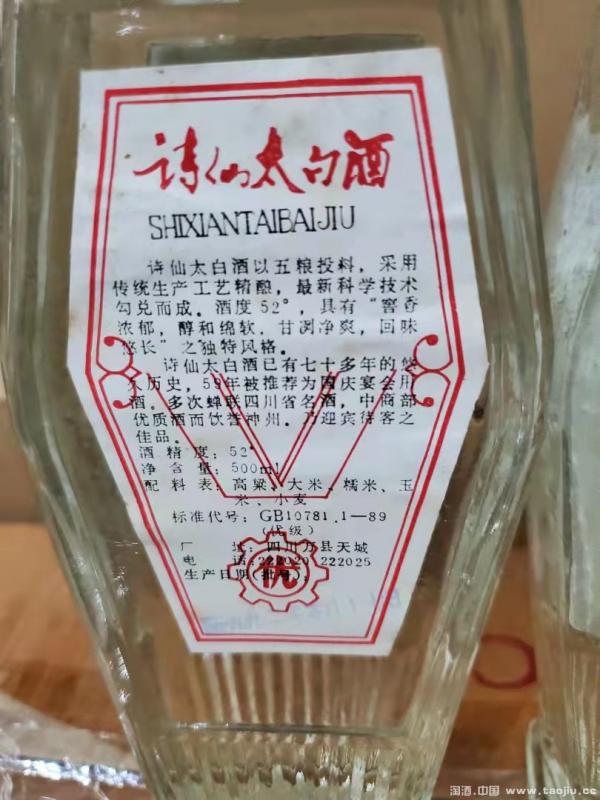 诗仙太白酒
SHIXIANTAIBAIJIU
诗仙太白酒以五粮投料，采用
传统生产工艺精酿，最新科学技术
勾兑而成。酒度52°，具有“窖香
浓郁，醇和绵软，甘冽净爽，回味
悠长”之独特风格。
诗仙太白酒已有七十多年的悠
久历史，59年被推荐为国庆宴会用
酒。多次蝉联四川省名酒，中商部
优质酒而饮誉神州。乃迎宾待客之
佳品。
酒精度：52°
净含量：500ml
配料表：高粱、大米、糯米、玉
米、小麦
标准代号：GB10781.1-89
(优级)
厂址：四川万县天城
电话：222020 222025
生产日期(批号)：
优
淘酒.中国 www.taojiu.cc